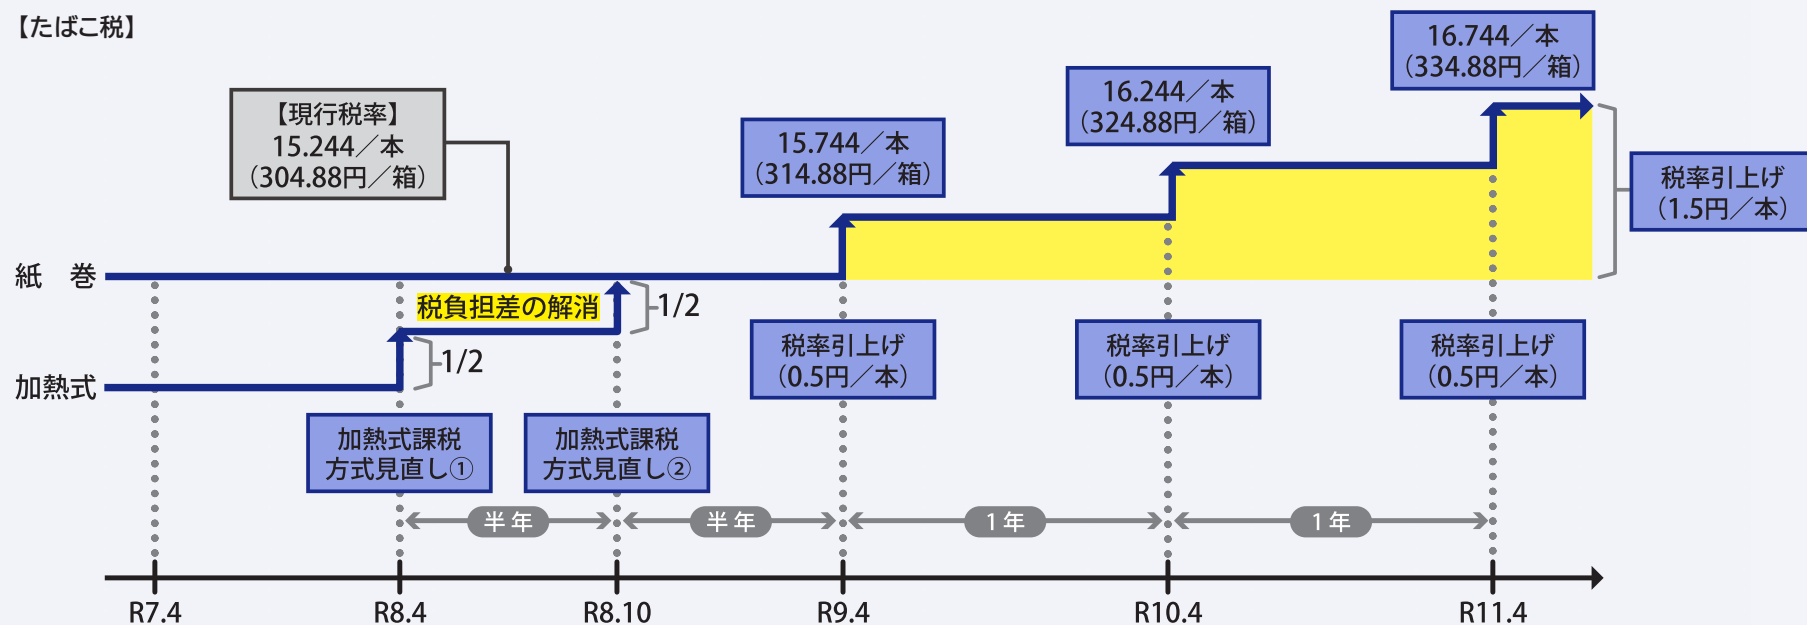 【たばこ税】
16.744／本
（334.88円／箱）
16.244／本
（324.88円／箱）
【現行税率】
15.244／本
（304.88円／箱）
15.744／本
（314.88円／箱）
税率引上げ
（1.5円／本）
紙　巻
税負担差の解消
1/2
1/2
加熱式
税率引上げ
（0.5円／本）
税率引上げ
（0.5円／本）
税率引上げ
（0.5円／本）
加熱式課税
方式見直し①
加熱式課税
方式見直し②
半 年
半 年
1 年
1 年
R7.4
R8.4
R8.10
R9.4
R10.4
R11.4